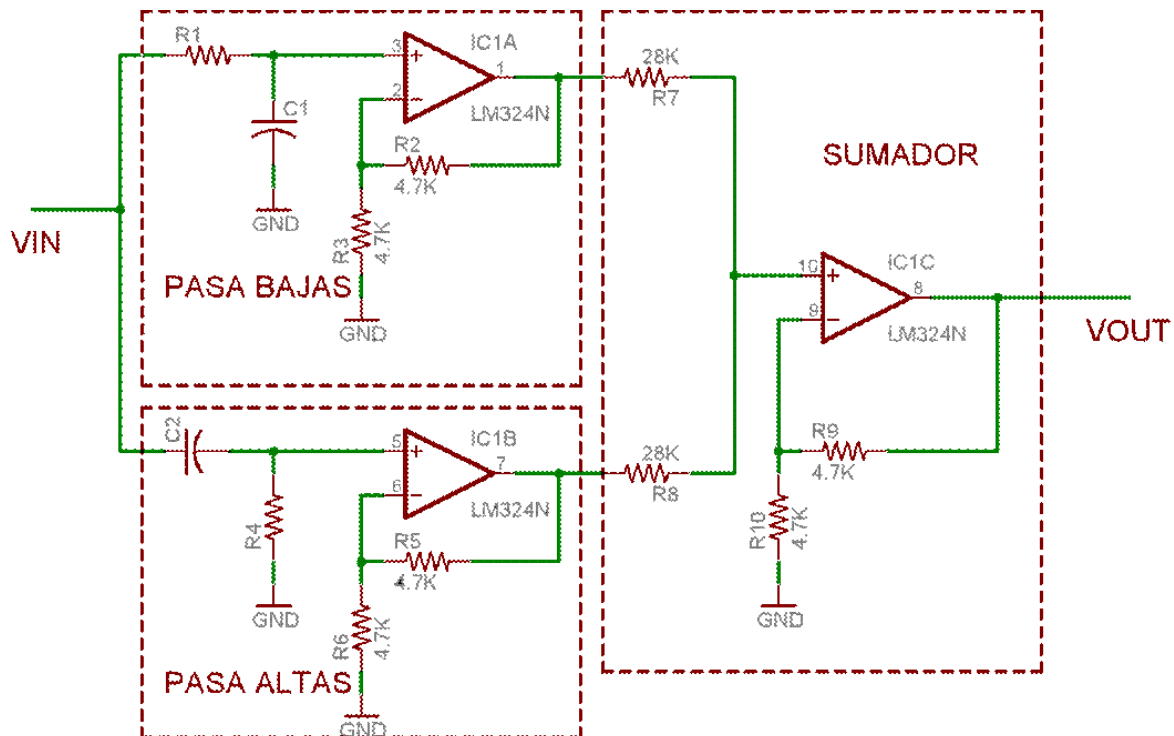 VIN
R1
C1
GND
3
2
1
IC1A
LM324N
R2
4.7K
R3
4.7K
GND
PASA BAJAS
C2
R4
GND
5
6
7
IC1B
LM324N
R5
4.7K
R6
4.7K
GND
PASA ALTAS
28K
R7
28K
R8
SUMADOR
10
9
8
IC1C
LM324N
R9
4.7K
R10
4.7K
GND
VOUT